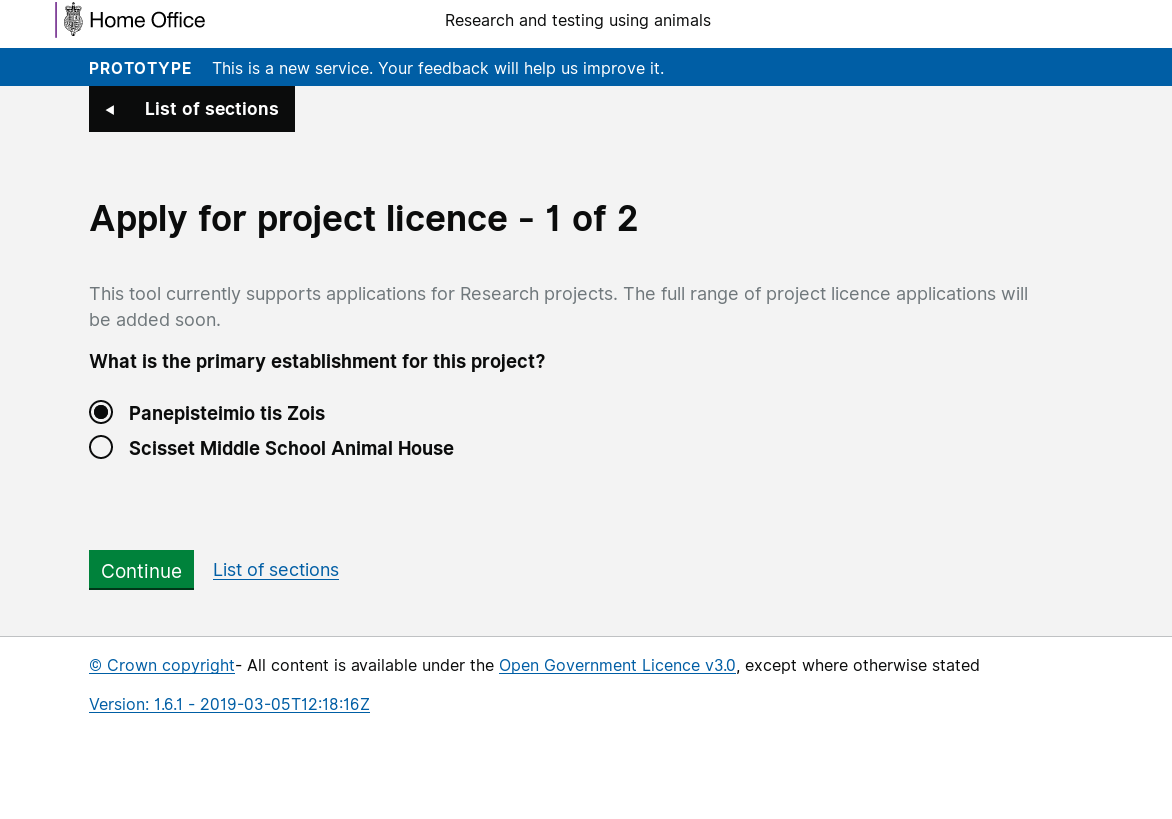 Home Office
Research and testing using animals
PROTOTYPE This is a new service. Your feedback will help us improve it.
List of sections
Apply for project licence - 1 of 2
This tool currently supports applications for Research projects. The full range of project licence applications will
be added soon.
What is the primary establishment for this project?
Panepisteimio tis Zois
Scisset Middle School Animal House
Continue List of sections
© Crown copyright- All content is available under the Open Government Licence v3.0, except where otherwise stated
Version: 1.6.1 - 2019-03-05T12:18:16Z